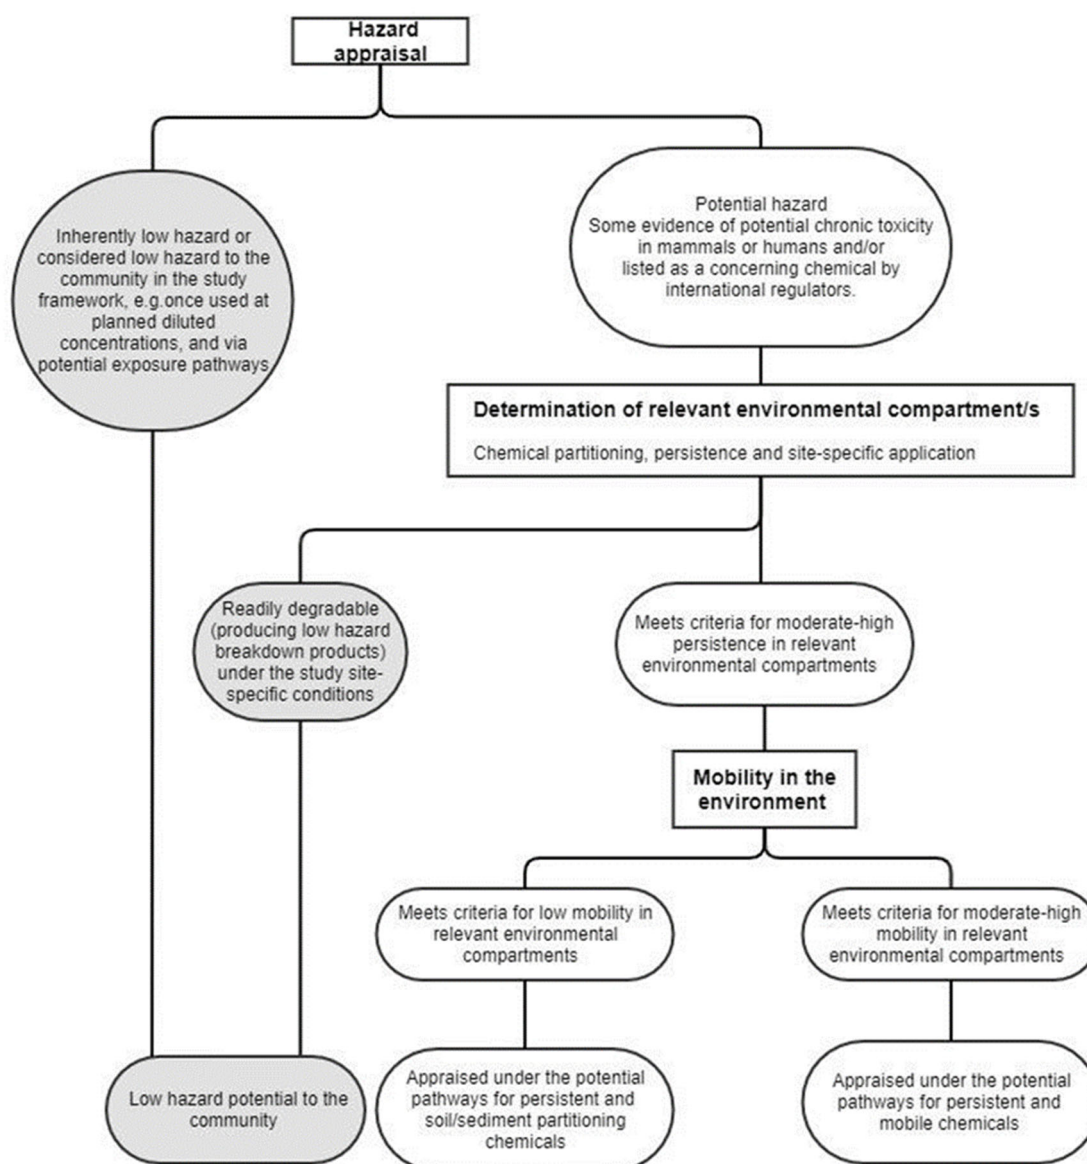 Hazard
appraisal
Inherently low hazard or
considered low hazard to the
community in the study
framework, e.g.once used at
planned diluted
concentrations, and via
potential exposure pathways
Potential hazard
Some evidence of potential chronic toxicity
in mammals or humans and/or
listed as a concerning chemical by
international regulators.
Determination of relevant environmental compartment/s
Chemical partitioning, persistence and site-specific application
Readily degradable
(producing low hazard
breakdown products)
under the study site-
specific conditions
Meets criteria for moderate-high
persistence in relevant
environmental compartments
Mobility in the
environment
Meets criteria for low mobility in
relevant environmental
compartments
Meets criteria for moderate-high
mobility in relevant
environmental compartments
Low hazard potential to the
community
Appraised under the potential
pathways for persistent and
soil/sediment partitioning
chemicals
Appraised under the potential
pathways for persistent and
mobile chemicals